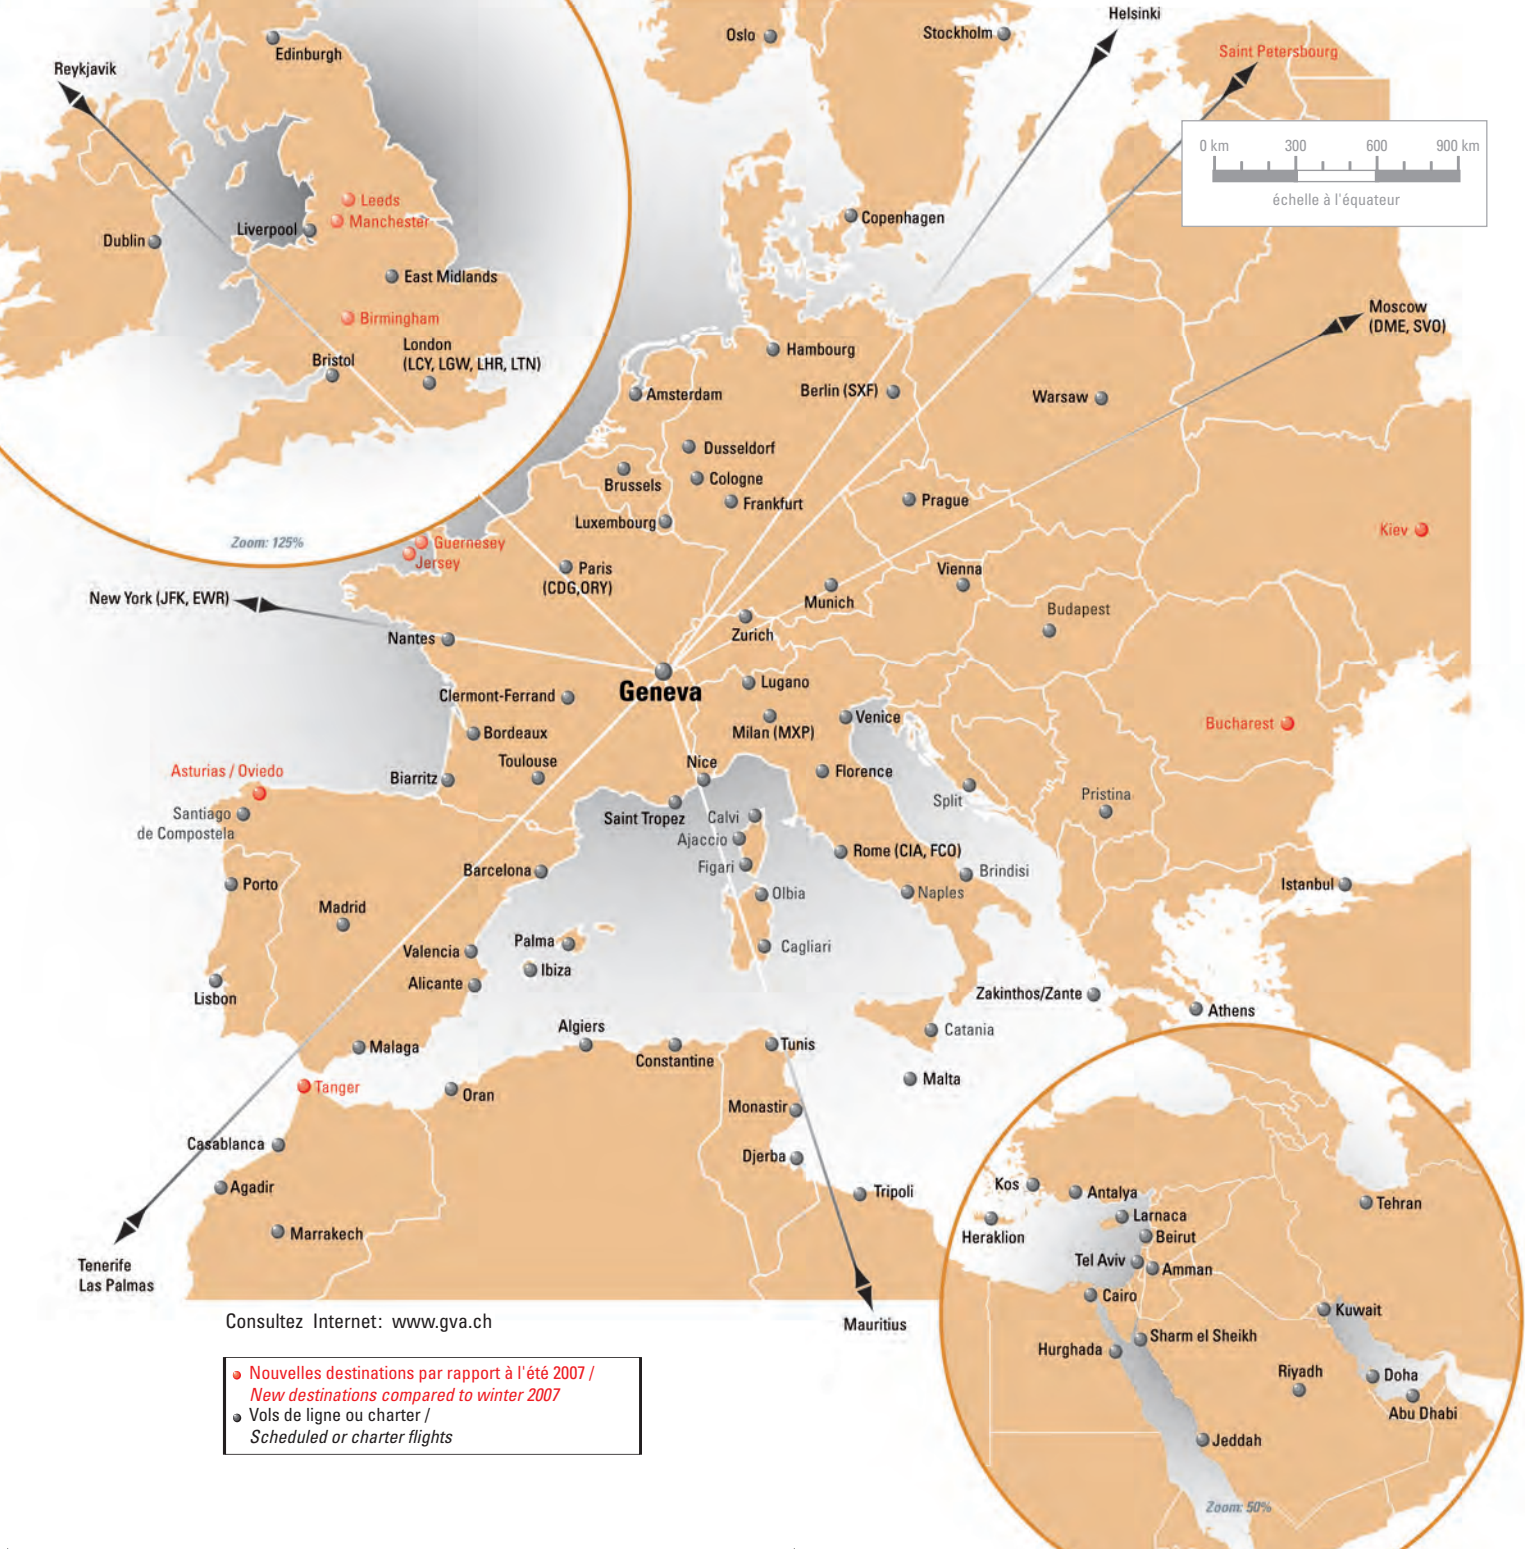 Helsinki
Edinburgh
Oslo
Stockholm
Reykjavik
Saint Petersbourg
0 km 300 600 900 km
échelle à l'équateur
Leeds
Manchester
Liverpool
Dublin
Copenhagen
East Midlands
Birmingham
Moscow
(DME, SVO)
London
(LCY, LGW, LHR, LTN)
Bristol
Hambourg
Amsterdam
Berlin (SXF)
Warsaw
Dusseldorf
Brussels
Cologne
Frankfurt
Prague
Luxembourg
Kiev
Zoom: 125%
Guernesey
Jersey
Paris
(CDG,ORY)
Vienna
New York (JFK, EWR)
Munich
Budapest
Nantes
Zurich
Geneva
Lugano
Clermont-Ferrand
Venice
Bucharest
Milan (MXP)
Bordeaux
Toulouse
Nice
Florence
Asturias / Oviedo
Biarritz
Split
Pristina
Santiago
de Compostela
Saint Tropez
Calvi
Ajaccio
Rome (CIA, FCO)
Figari
Brindisi
Barcelona
Porto
Olbia
Naples
Istanbul
Madrid
Palma
Valencia
Cagliari
Ibiza
Alicante
Lisbon
Zakinthos/Zante
Athens
Algiers
Catania
Malaga
Constantine
Tunis
Malta
Tanger
Oran
Monastir
Casablanca
Djerba
Agadir
Tripoli
Kos
Antalya
Tehran
Larnaca
Marrakech
Heraklion
Beirut
Tel Aviv
Amman
Tenerife
Las Palmas
Cairo
Kuwait
Consultez Internet: www.gva.ch
Mauritius
Sharm el Sheikh
Hurghada
Riyadh
Doha
Abu Dhabi
Jeddah
Zoom: 50%
Nouvelles destinations par rapport à l'été 2007 /
New destinations compared to winter 2007
Vols de ligne ou charter /
Scheduled or charter flights